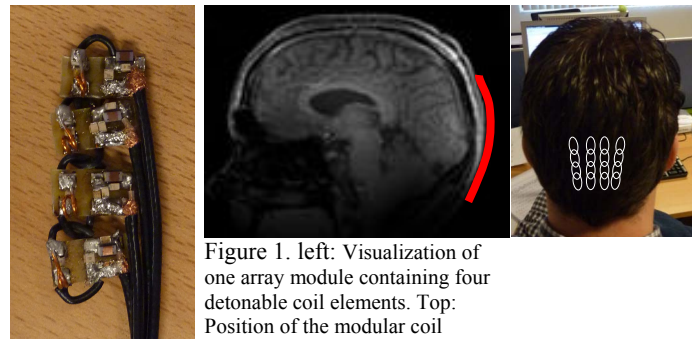 Figure 1. left: Visualization of
one array module containing four
detonable coil elements. Top:
Position of the modular coil